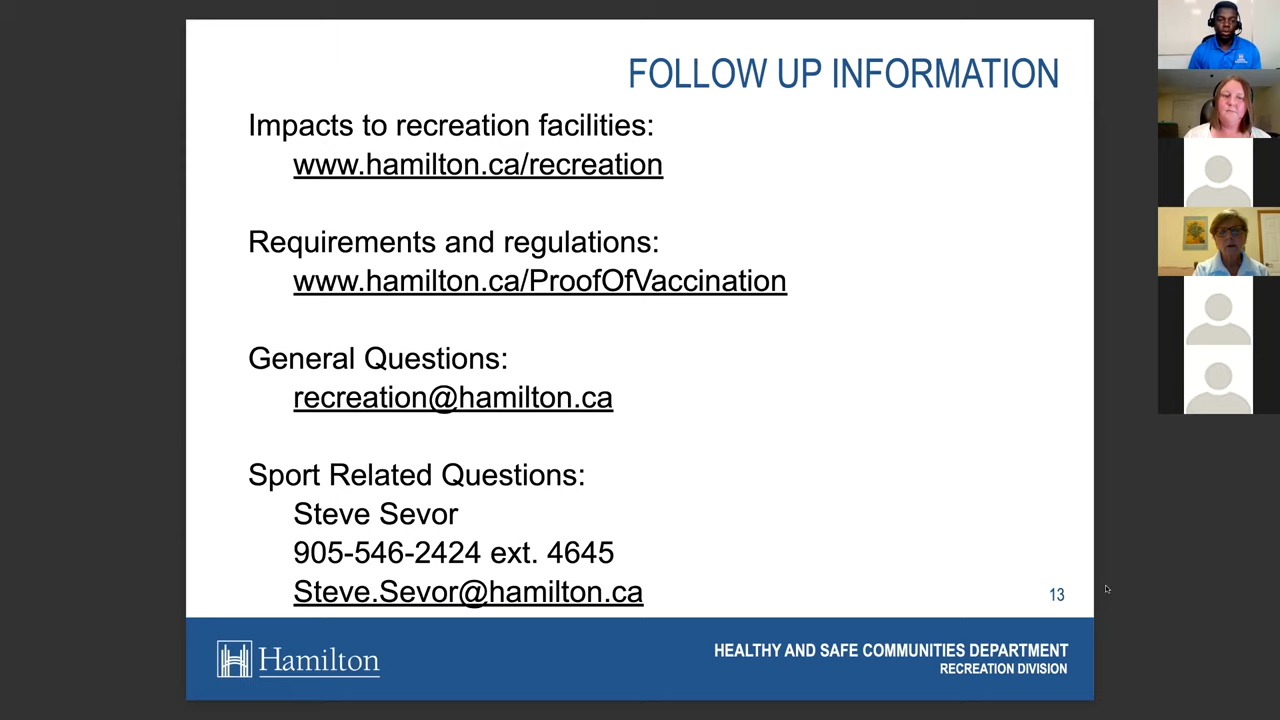 FOLLOW UP INFORMATION
Impacts to recreation facilities:
www.hamilton.ca/recreation
Requirements and regulations:
www.hamilton.ca/ProofOfVaccination
General Questions:
recreation@hamilton.ca
Sport Related Questions:
Steve Sevor
905-546-2424 ext. 4645
Steve.Sevor@hamilton.ca
13
Hamilton
HEALTHY AND SAFE COMMUNITIES DEPARTMENT
RECREATION DIVISION